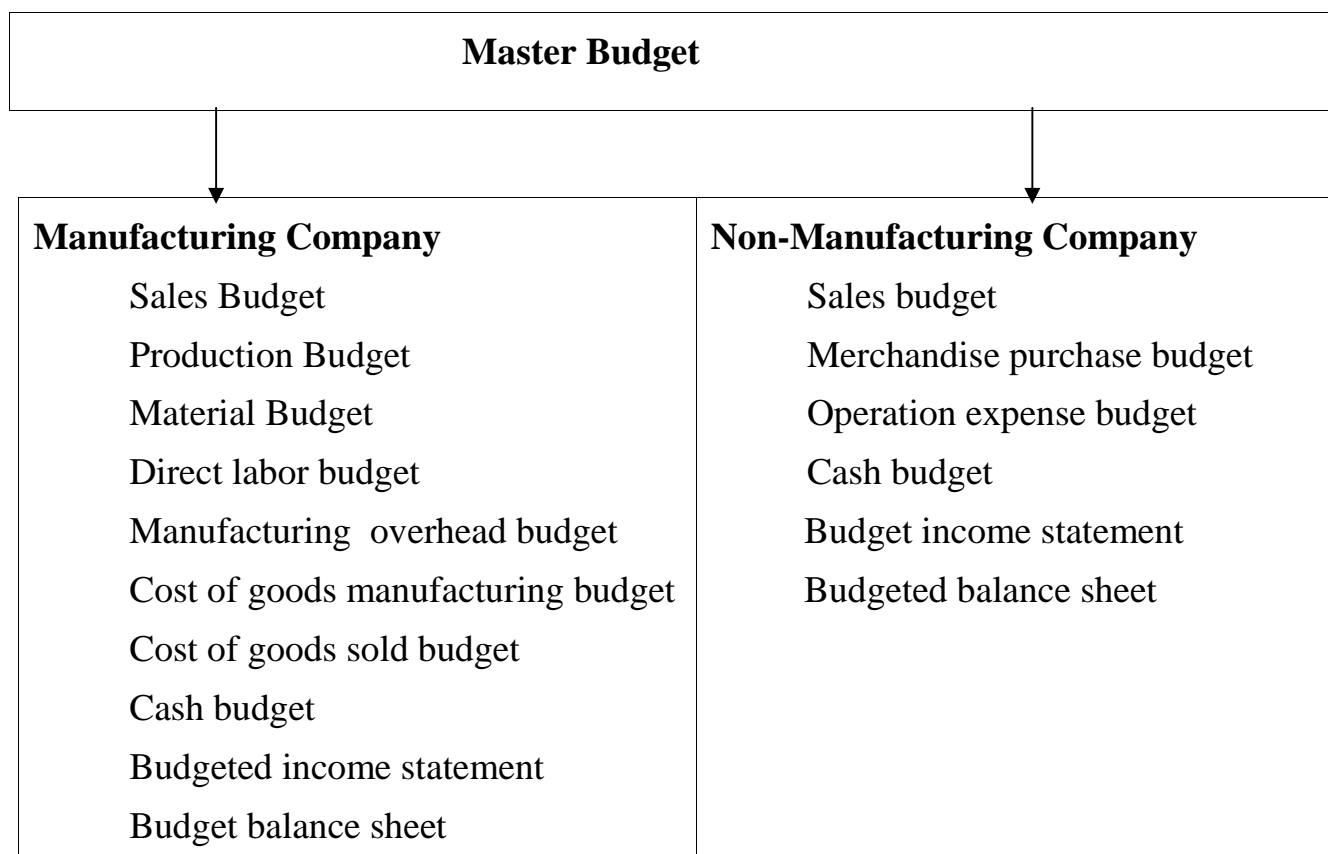 Master Budget
Manufacturing Company
Sales Budget
Production Budget
Material Budget
Direct labor budget
Manufacturing overhead budget
Cost of goods manufacturing budget
Cost of goods sold budget
Cash budget
Budgeted income statement
Budget balance sheet
Non-Manufacturing Company
Sales budget
Merchandise purchase budget
Operation expense budget
Cash budget
Budget income statement
Budgeted balance sheet